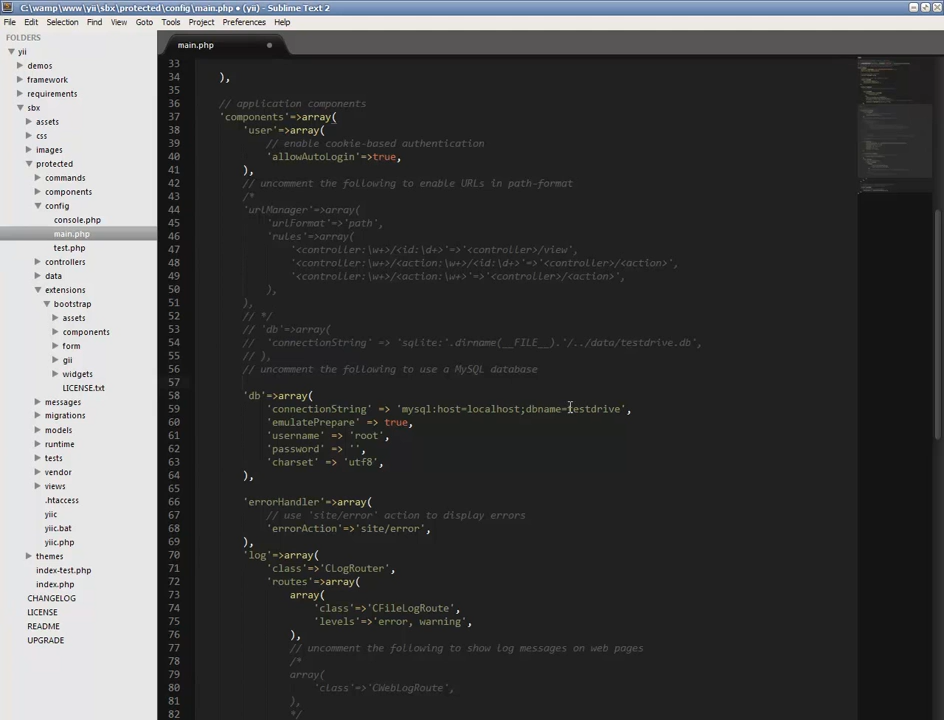 C:\wamp\www\yii\sbx\protected\config\main.php • (yii) - Sublime Text 2
File Edit Selection Find View Goto Tools Project Preferences Help
FOLDERS
yii
demos
framework
requirements
sbx
assets
css
images
protected
commands
components
config
console.php
main.php
test.php
controllers
data
extensions
bootstrap
assets
components
form
gii
widgets
LICENSE.txt
messages
migrations
models
runtime
tests
vendor
views
.htaccess
yiic
yiic.bat
yiic.php
themes
index-test.php
index.php
CHANGELOG
LICENSE
README
UPGRADE
main.php
33
34 ),
35
36 // application components
37 'components'=>array(
38 'user'=>array(
39 // enable cookie-based authentication
40 'allowAutoLogin'=>true,
41 ),
42 // uncomment the following to enable URLs in path-format
43 /*
44 'urlManager'=>array(
45 'urlFormat'=>'path',
46 'rules'=>array(
47 '<controller:\w+>/<id:\d+>'=>'<controller>/view',
48 '<controller:\w+>/<action:\w+>/<id:\d+>'=>'<controller>/<action>',
49 '<controller:\w+>/<action:\w+>'=>'<controller>/<action>',
50 ),
51 ),
52 // */
53 // 'db'=>array(
54 // 'connectionString' => 'sqlite:'.dirname(__FILE__).'/../data/testdrive.db',
55 // ),
56 // uncomment the following to use a MySQL database
57
58 'db'=>array(
59 'connectionString' => 'mysql:host=localhost;dbname=testdrive',
60 'emulatePrepare' => true,
61 'username' => 'root',
62 'password' => '',
63 'charset' => 'utf8',
64 ),
65
66 'errorHandler'=>array(
67 // use 'site/error' action to display errors
68 'errorAction'=>'site/error',
69 ),
70 'log'=>array(
71 'class'=>'CLogRouter',
72 'routes'=>array(
73 array(
74 'class'=>'CFileLogRoute',
75 'levels'=>'error, warning',
76 ),
77 // uncomment the following to show log messages on web pages
78 /*
79 array(
80 'class'=>'CWebLogRoute',
81 ),
82 */